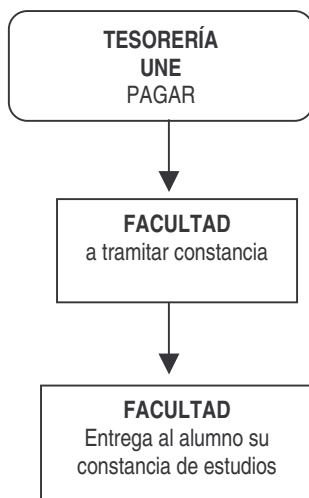 TESORERÍA
UNE
PAGAR
FACULTAD
a tramitar constancia
FACULTAD
Entrega al alumno su
constancia de estudios